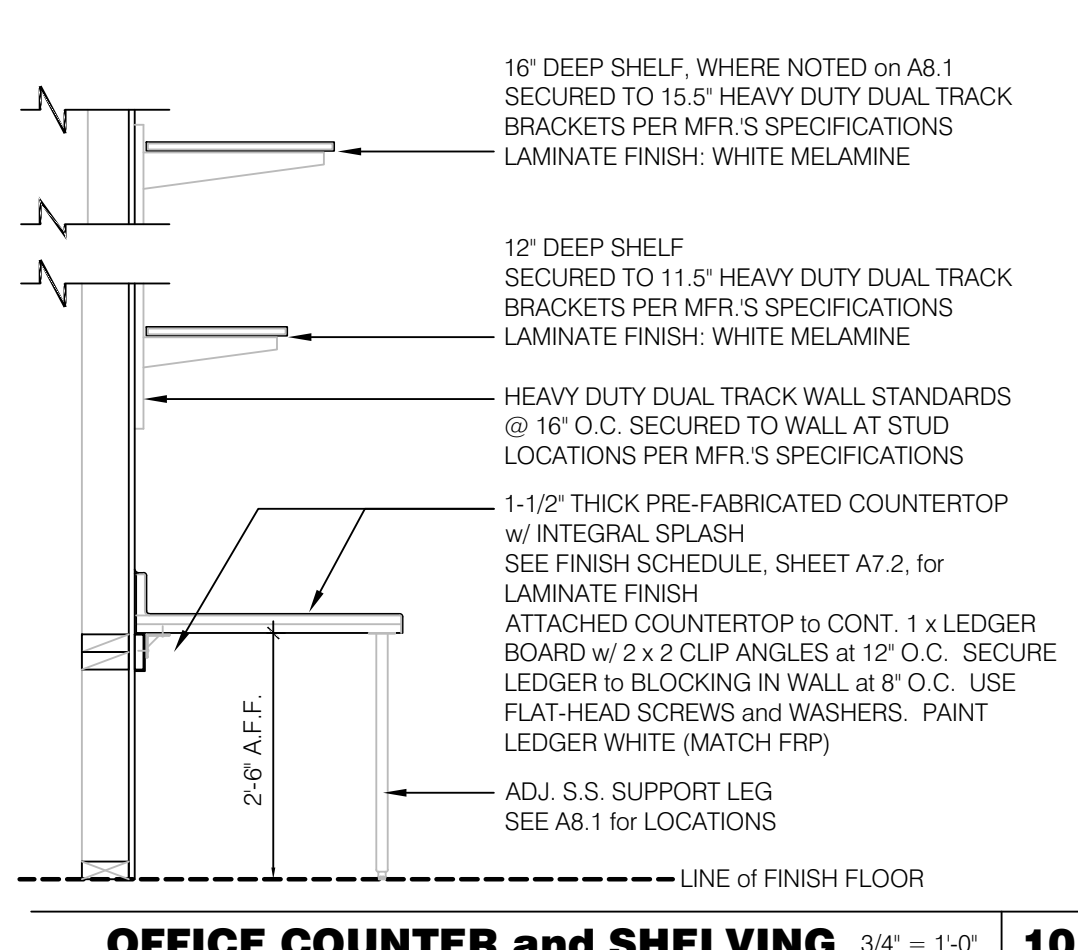 16" DEEP SHELF, WHERE NOTED on A8.1
SECURED TO 15.5" HEAVY DUTY DUAL TRACK
BRACKETS PER MFR.'S SPECIFICATIONS
LAMINATE FINISH: WHITE MELAMINE
12" DEEP SHELF
SECURED TO 11.5" HEAVY DUTY DUAL TRACK
BRACKETS PER MFR.'S SPECIFICATIONS
LAMINATE FINISH: WHITE MELAMINE
HEAVY DUTY DUAL TRACK WALL STANDARDS
@ 16" O.C. SECURED TO WALL AT STUD
LOCATIONS PER MFR.'S SPECIFICATIONS
1-1/2" THICK PRE-FABRICATED COUNTERTOP
w/ INTEGRAL SPLASH
SEE FINISH SCHEDULE, SHEET A7.2, for
LAMINATE FINISH
ATTACHED COUNTERTOP to CONT. 1 x LEDGER
BOARD w/ 2 x 2 CLIP ANGLES at 12" O.C. SECURE
LEDGER to BLOCKING IN WALL at 8" O.C. USE
FLAT-HEAD SCREWS and WASHERS. PAINT
LEDGER WHITE (MATCH FRP)
2'-6" A.F.F.
ADJ. S.S. SUPPORT LEG
SEE A8.1 for LOCATIONS
LINE of FINISH FLOOR
OFFICE COUNTER and SHELVING 3/4" = 1'-0" 10